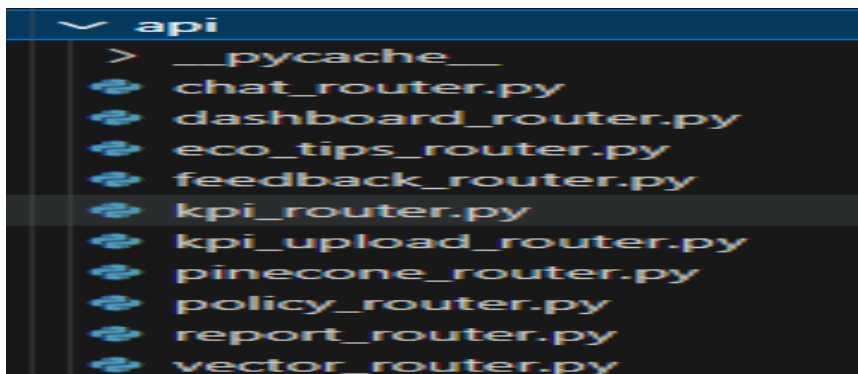 api
__pycache__
chat_router.py
dashboard_router.py
eco_tips_router.py
feedback_router.py
kpi_router.py
kpi_upload_router.py
pinecone_router.py
policy_router.py
report_router.py
vector_router.py